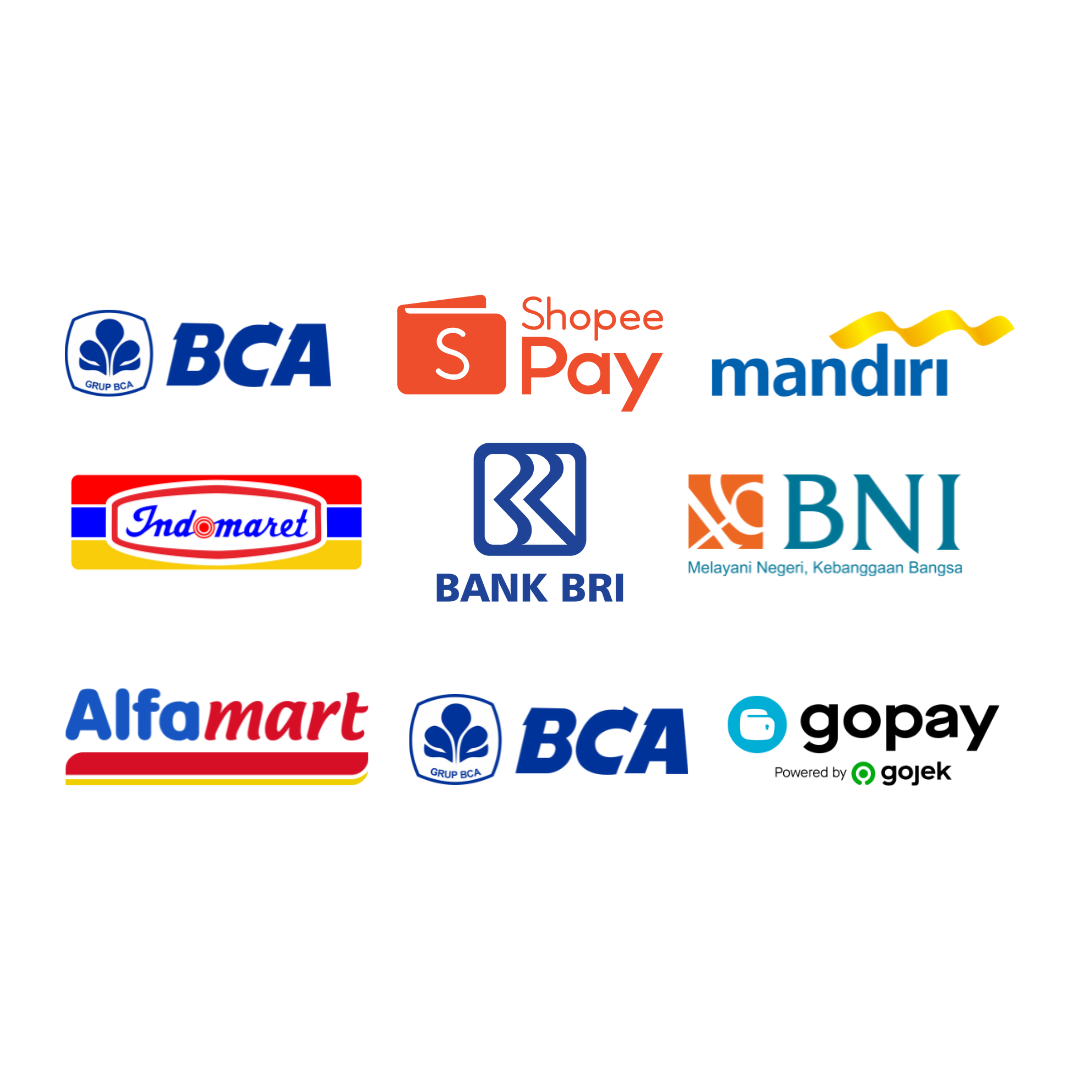 GRUP BCA
BCA
S
Shopee
Pay
mandiri
Indomaret
BANK BRI
BNI
Melayani Negeri, Kebanggaan Bangsa
Alfamart
GRUP BCA
BCA
gopay
Powered by gojek